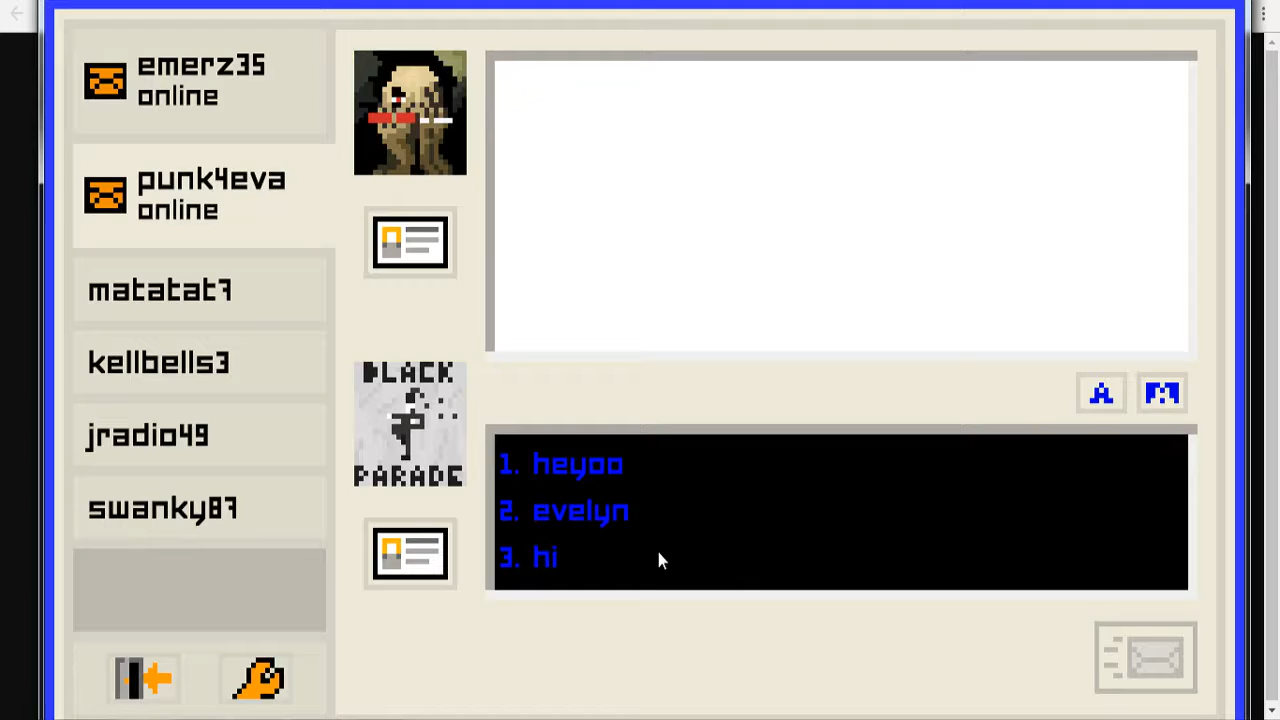 emerz35
online
punk4eva
online
matatat7
kellbells3
jradio49
swanky87
BLACK
PARADE
A
1. heyoo
2. evelyn
3. hi